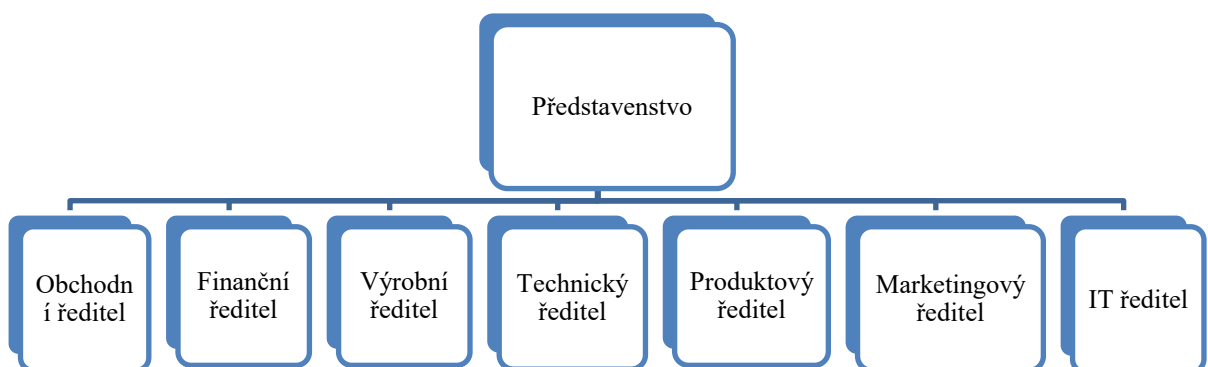 Představenstvo
Obchodn
í ředitel
Finanční
ředitel
Výrobní
ředitel
Technický
ředitel
Produktový
ředitel
Marketingový
ředitel
IT ředitel